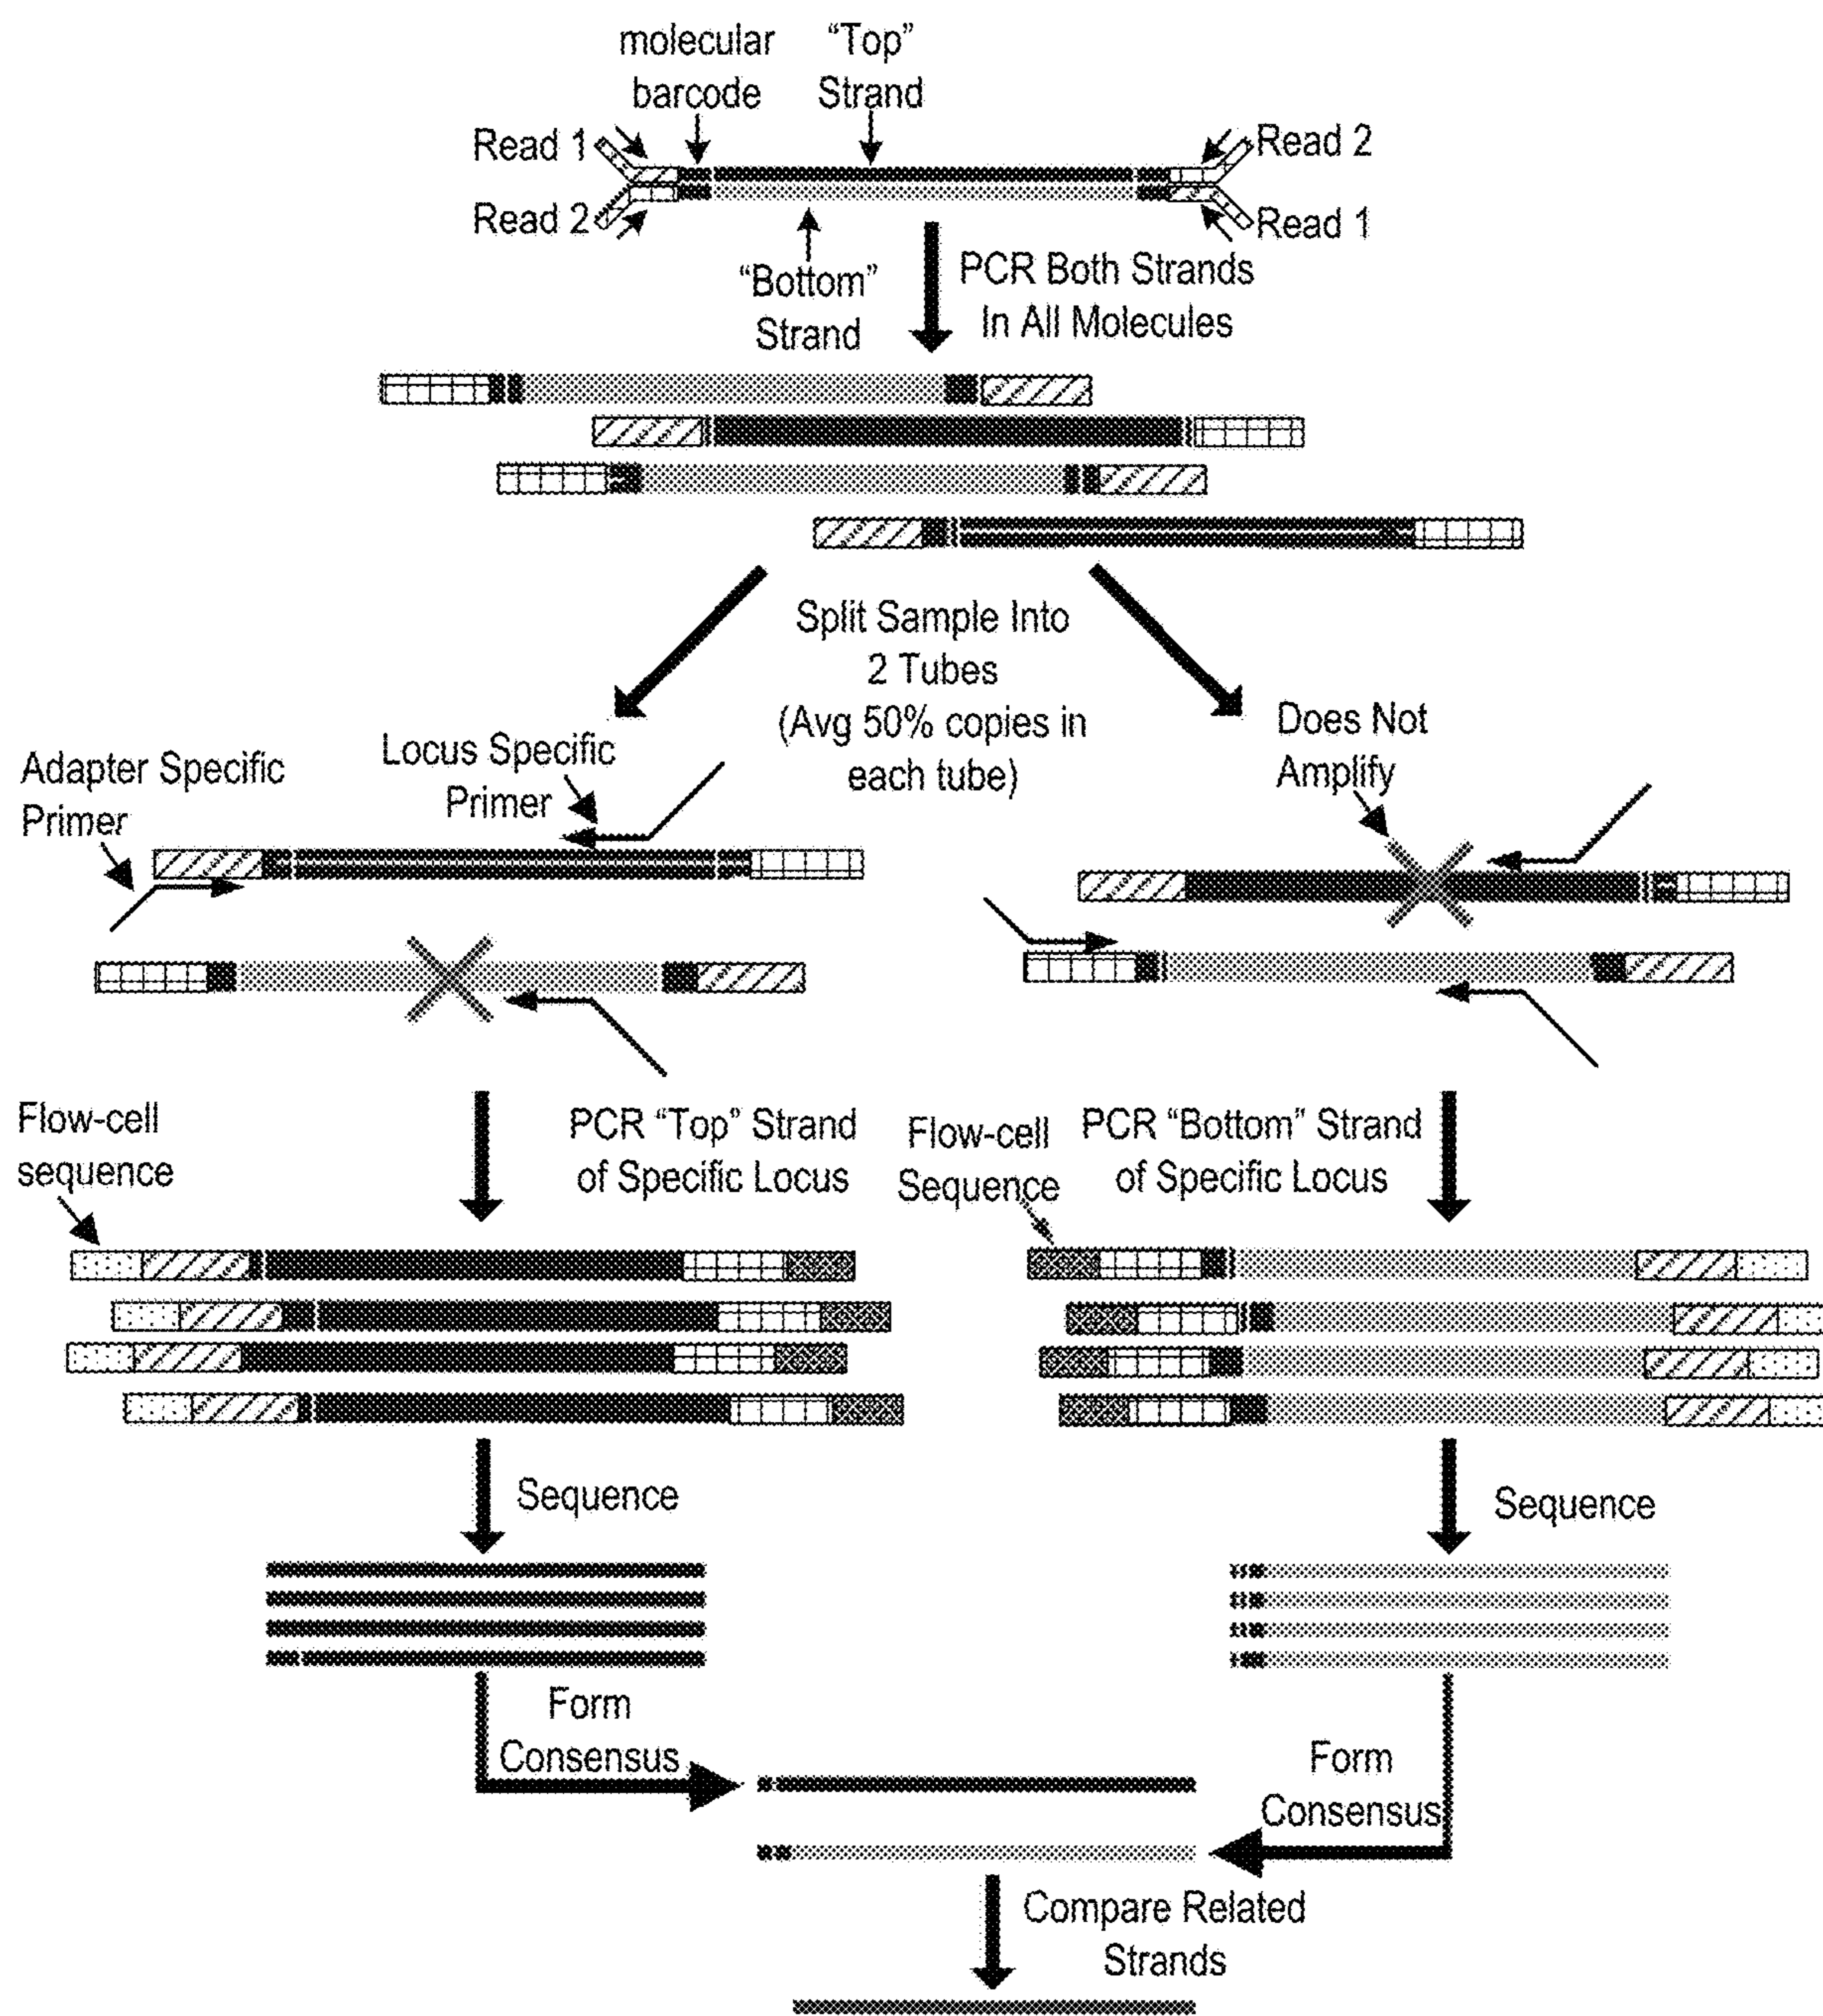 molecular
barcode
"Top"
Strand
Read 1
Read 2
Read 2
Read 1
"Bottom"
Strand
PCR Both Strands
In All Molecules
Split Sample Into
2 Tubes
(Avg 50% copies in
each tube)
Adapter Specific
Primer
Locus Specific
Primer
Does Not
Amplify
Flow-cell
sequence
PCR "Top" Strand
of Specific Locus
Flow-cell
Sequence
PCR "Bottom" Strand
of Specific Locus
Sequence
Sequence
Form
Consensus
Form
Consensus
Compare Related
Strands